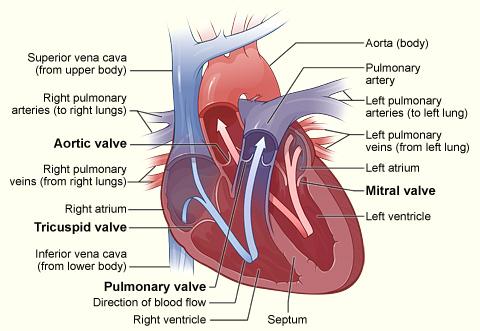 Superior vena cava
(from upper body)
Right pulmonary
arteries (to right lungs)
Aortic valve
Right pulmonary
veins (from right lungs)
Right atrium
Tricuspid valve
Inferior vena cava
(from lower body)
Pulmonary valve
Direction of blood flow
Right ventricle
Septum
Aorta (body)
Pulmonary
artery
Left pulmonary
arteries (to left lung)
Left pulmonary
veins (from left lung)
Left atrium
Mitral valve
Left ventricle